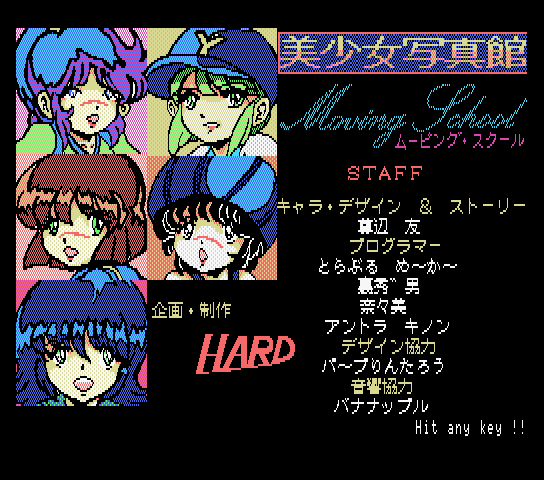 美少女写真館
Moving School
ムービング・スクール
STAFF
キャラ・デザイン & ストーリー
渡辺 友
プログラマー
とらぶる め〜か〜
裏秀゛男
奈々美
アントラ キノン
デザイン協力
パ〜プりんたろう
音響協力
バナナップル
企画・制作
HARD
Hit any key !!
Y